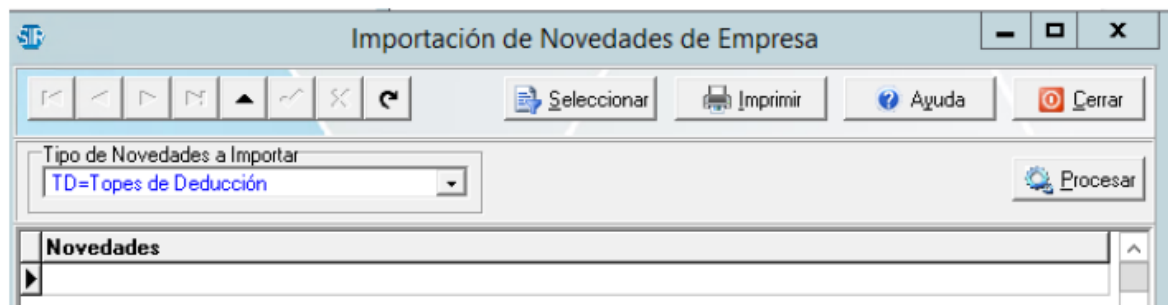 SIR
Importación de Novedades de Empresa
Seleccionar Imprimir Ayuda Cerrar
Tipo de Novedades a Importar
TD=Topes de Deducción
Procesar
Novedades